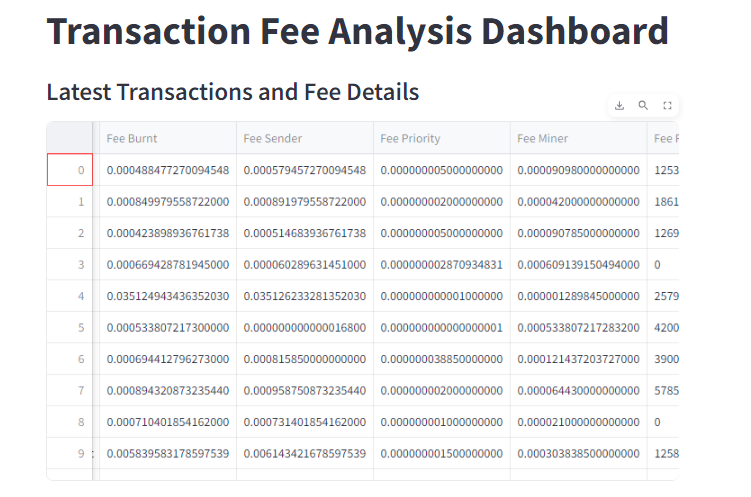 Transaction Fee Analysis Dashboard
Latest Transactions and Fee Details
Fee Burnt Fee Sender Fee Priority Fee Miner Fee
0 0.000488477270094548 0.000579457270094548 0.000000005000000000 0.000090980000000000 1253
1 0.000849979558722000 0.000891979558722000 0.000000002000000000 0.000042000000000000 1861
2 0.000423898936761738 0.000514683936761738 0.000000005000000000 0.000090785000000000 1269
3 0.000669428781945000 0.000060289631451000 0.000000002870934831 0.000609139150494000 0
4 0.035124943436352030 0.035126233281352030 0.000000000001000000 0.000001289845000000 2579
5 0.000533807217300000 0.000000000000016800 0.000000000000000001 0.000533807217283200 4200
6 0.000694412796273000 0.000815850000000000 0.000000038850000000 0.000121437203727000 3900
7 0.000894320873235440 0.000958750873235440 0.000000002000000000 0.000064430000000000 5785
8 0.000710401854162000 0.000731401854162000 0.000000001000000000 0.000021000000000000 0
9 0.005839583178597539 0.006143421678597539 0.000000001500000000 0.000303838500000000 1258